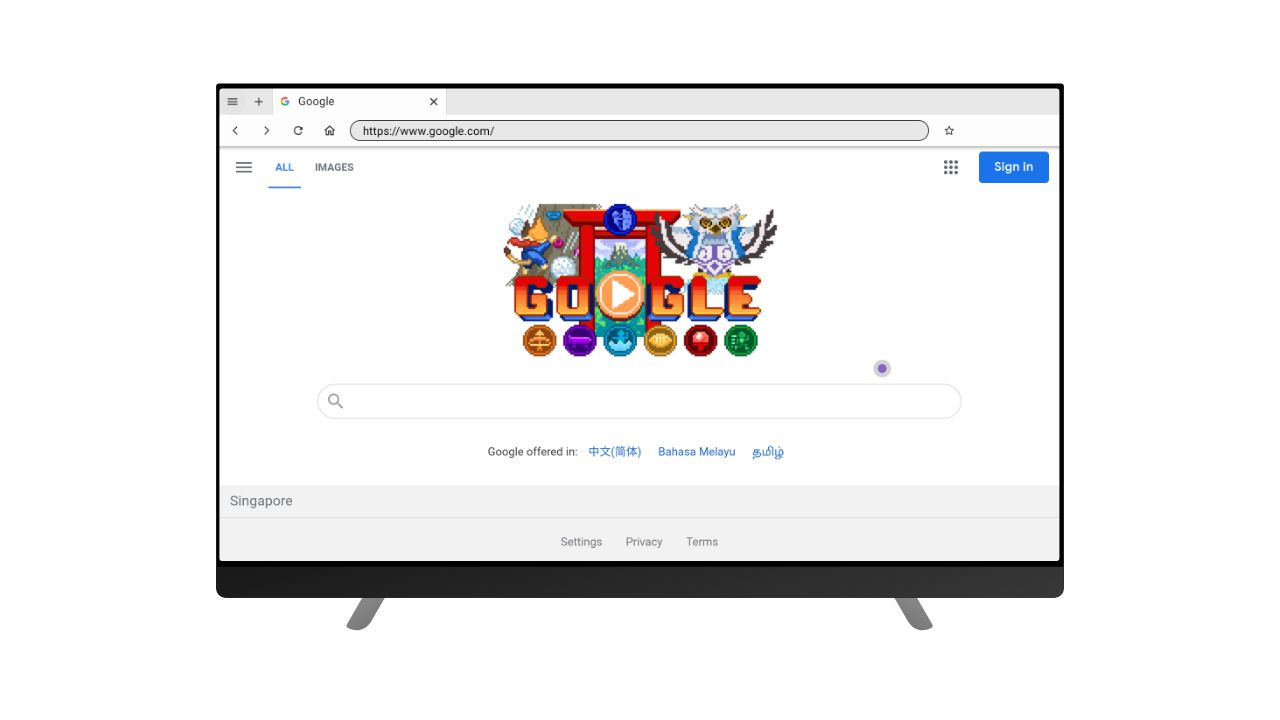 Google
https://www.google.com/
ALL IMAGES Sign in
GOOGLE
Google offered in: 中文(简体) Bahasa Melayu தமிழ்
Singapore
Settings Privacy Terms